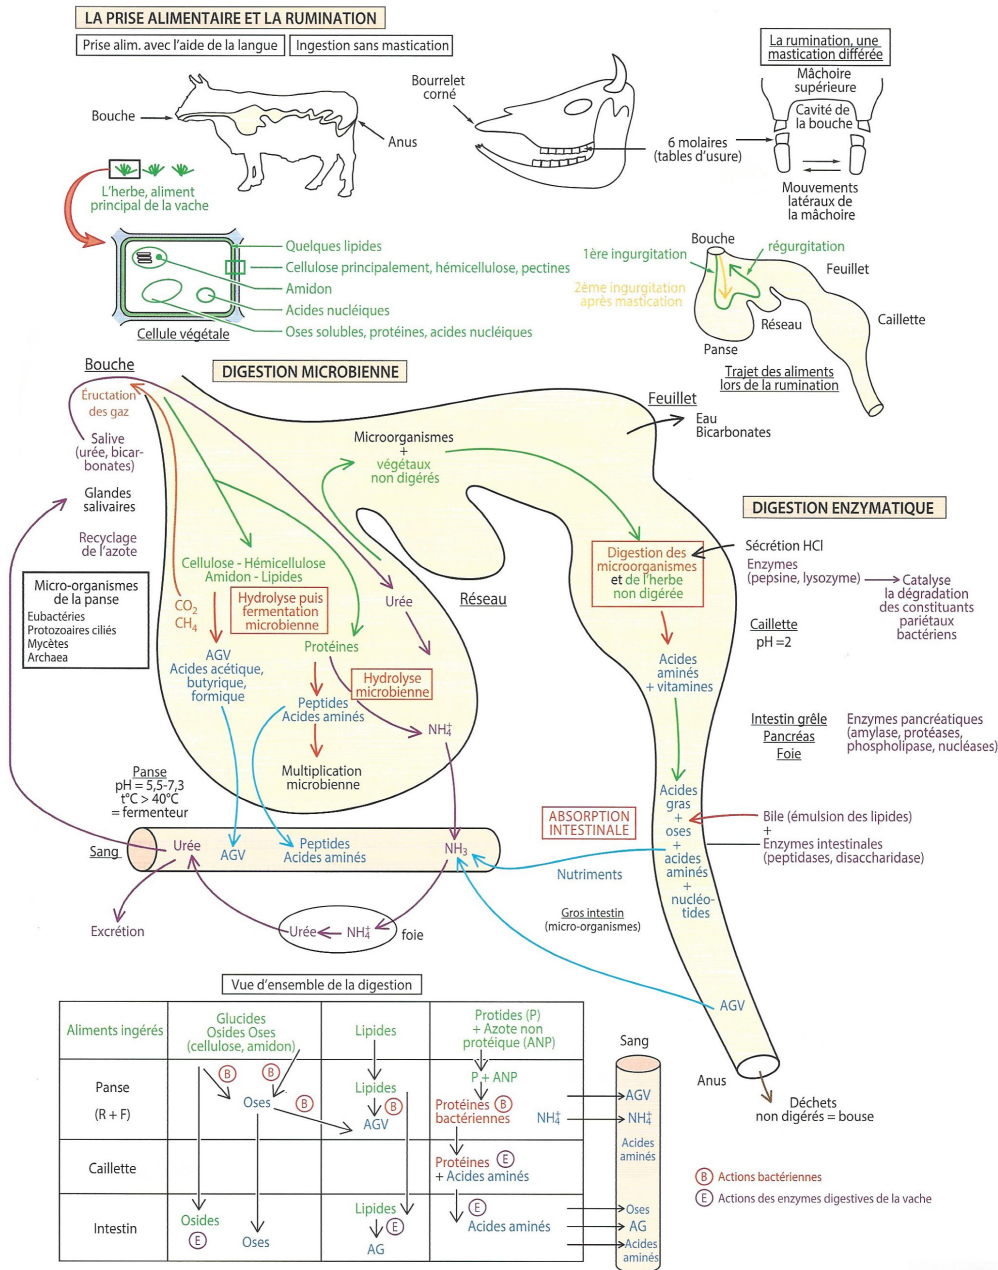 LA PRISE ALIMENTAIRE ET LA RUMINATION
Prise alim. avec l'aide de la langue
Ingestion sans mastication
La rumination, une
mastication différée
Mâchoire
supérieure
Cavité de
la bouche
Bourrelet
corné
Bouche
Anus
6 molaires
(tables d'usure)
Mouvements
latéraux de
la mâchoire
L'herbe, aliment
principal de la vache
Quelques lipides
Cellulose principalement, hémicellulose, pectines
Amidon
Acides nucléiques
Oses solubles, protéines, acides nucléiques
Cellule végétale
Bouche
1ère ingurgitation
régurgitation
2ème ingurgitation
après mastication
Feuillet
Réseau
Caillette
Panse
Trajet des aliments
lors de la rumination
DIGESTION MICROBIENNE
Bouche
Éructation
des gaz
Salive
(urée, bicar-
bonates)
Glandes
salivaires
Recyclage
de l'azote
Micro-organismes
de la panse
Eubactéries
Protozoaires ciliés
Mycètes
Archaea
Microorganismes
+
végétaux
non digérés
Feuillet
Eau
Bicarbonates
Cellulose - Hémicellulose
Amidon - Lipides
CO2
CH4
Hydrolyse puis
fermentation
microbienne
Urée
Réseau
Protéines
AGV
Acides acétique,
butyrique,
formique
Hydrolyse
microbienne
Peptides
Acides aminés
NH4+
Multiplication
microbienne
Panse
pH = 5,5-7,3
t°C > 40°C
= fermenteur
DIGESTION ENZYMATIQUE
Digestion des
microorganismes
et de l'herbe
non digérée
Sécrétion HCl
Enzymes
(pepsine, lysozyme)
Catalyse
la dégradation
des constituants
pariétaux
bactériens
Caillette
pH =2
Acides
aminés
+ vitamines
Intestin grêle
Pancréas
Foie
Enzymes pancréatiques
(amylase, protéases,
phospholipase, nucléases)
Acides
gras
+
oses
+
acides
aminés
+
nucléo-
tides
ABSORPTION
INTESTINALE
Bile (émulsion des lipides)
+
Enzymes intestinales
(peptidases, disaccharidase)
Sang
Urée
AGV
Peptides
Acides aminés
NH3
Nutriments
Excrétion
Urée
NH4+
foie
Gros intestin
(micro-organismes)
AGV
Anus
Déchets
non digérés = bouse
Vue d'ensemble de la digestion
Aliments ingérés
Glucides
Osides Oses
(cellulose, amidon)
Lipides
Protides (P)
+ Azote non
protéique (ANP)
Sang
Panse
(R + F)
B
B
Oses
B
Lipides
B
AGV
P + ANP
Protéines B
bactériennes
NH4+
AGV
NH4+
Acides
aminés
Caillette
Protéines E
+ Acides aminés
Intestin
Osides
E
Oses
Lipides
E
AG
E
Acides aminés
Oses
AG
Acides
aminés
B Actions bactériennes
E Actions des enzymes digestives de la vache